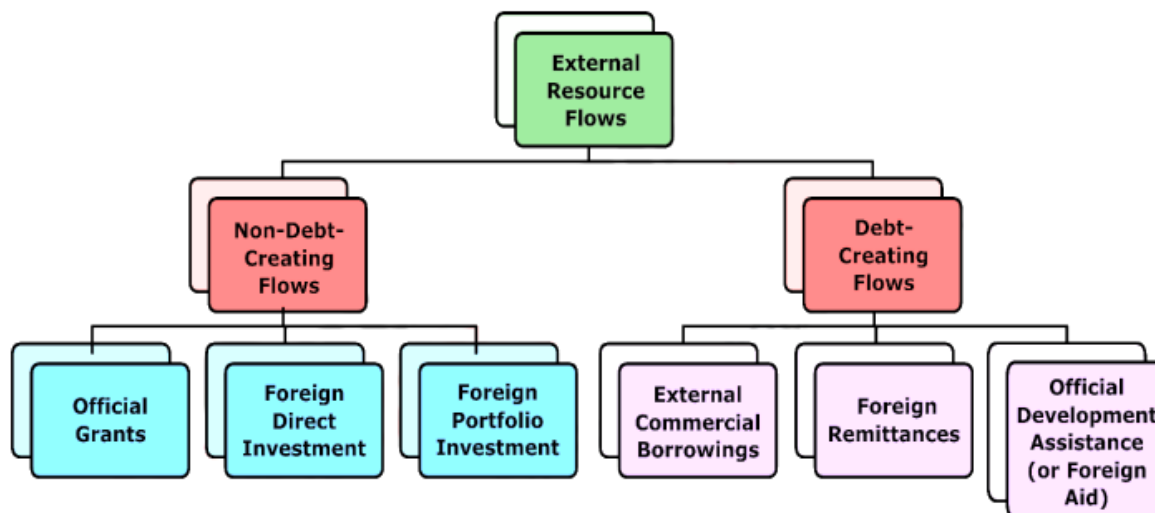 External
Resource
Flows
Non-Debt-
Creating
Flows
Debt-
Creating
Flows
Official
Grants
Foreign
Direct
Investment
Foreign
Portfolio
Investment
External
Commercial
Borrowings
Foreign
Remittances
Official
Development
Assistance
(or Foreign
Aid)